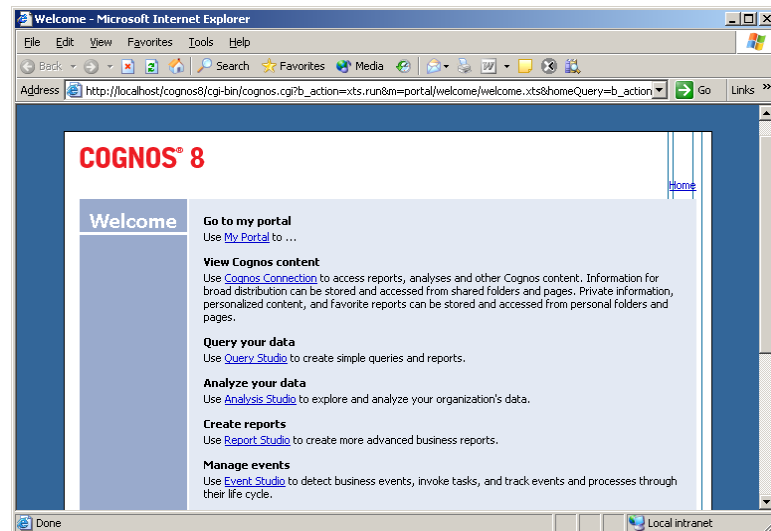 Welcome - Microsoft Internet Explorer
File Edit View Favorites Tools Help
Back Search Favorites Media
Address http://localhost/cognos8/cgi-bin/cognos.cgi?b_action=xts.run&m=portal/welcome/welcome.xts&homeQuery=b_action Go Links »
COGNOS® 8
Home
Welcome
Go to my portal
Use My Portal to ...
View Cognos content
Use Cognos Connection to access reports, analyses and other Cognos content. Information for
broad distribution can be stored and accessed from shared folders and pages. Private information,
personalized content, and favorite reports can be stored and accessed from personal folders and
pages.
Query your data
Use Query Studio to create simple queries and reports.
Analyze your data
Use Analysis Studio to explore and analyze your organization's data.
Create reports
Use Report Studio to create more advanced business reports.
Manage events
Use Event Studio to detect business events, invoke tasks, and track events and processes through
their life cycle.
Done Local intranet